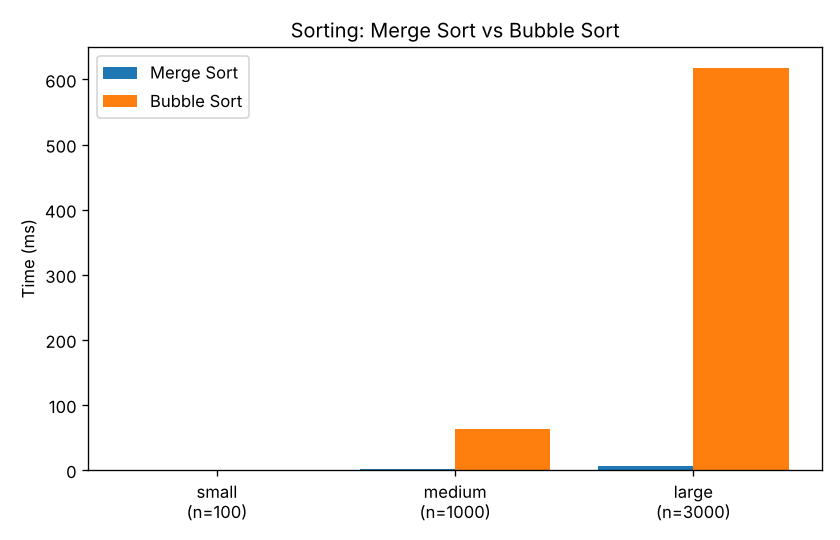 Sorting: Merge Sort vs Bubble Sort
Merge Sort
Bubble Sort
Time (ms)
600
500
400
300
200
100
0
small
(n=100)
medium
(n=1000)
large
(n=3000)